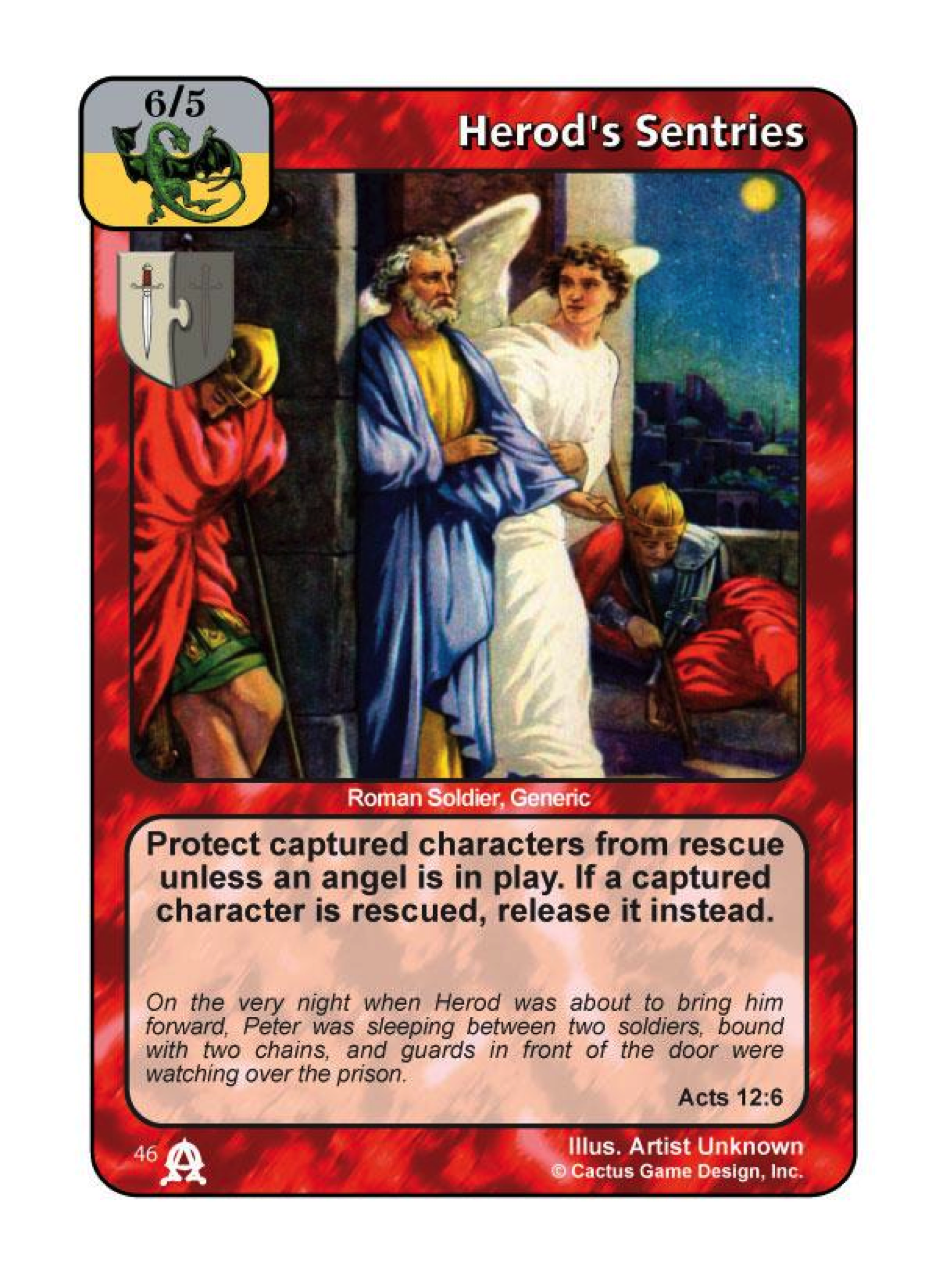 6/5
Herod's Sentries
Roman Soldier, Generic
Protect captured characters from rescue
unless an angel is in play. If a captured
character is rescued, release it instead.
On the very night when Herod was about to bring him
forward, Peter was sleeping between two soldiers, bound
with two chains, and guards in front of the door were
watching over the prison.
Acts 12:6
46
Illus. Artist Unknown
© Cactus Game Design, Inc.